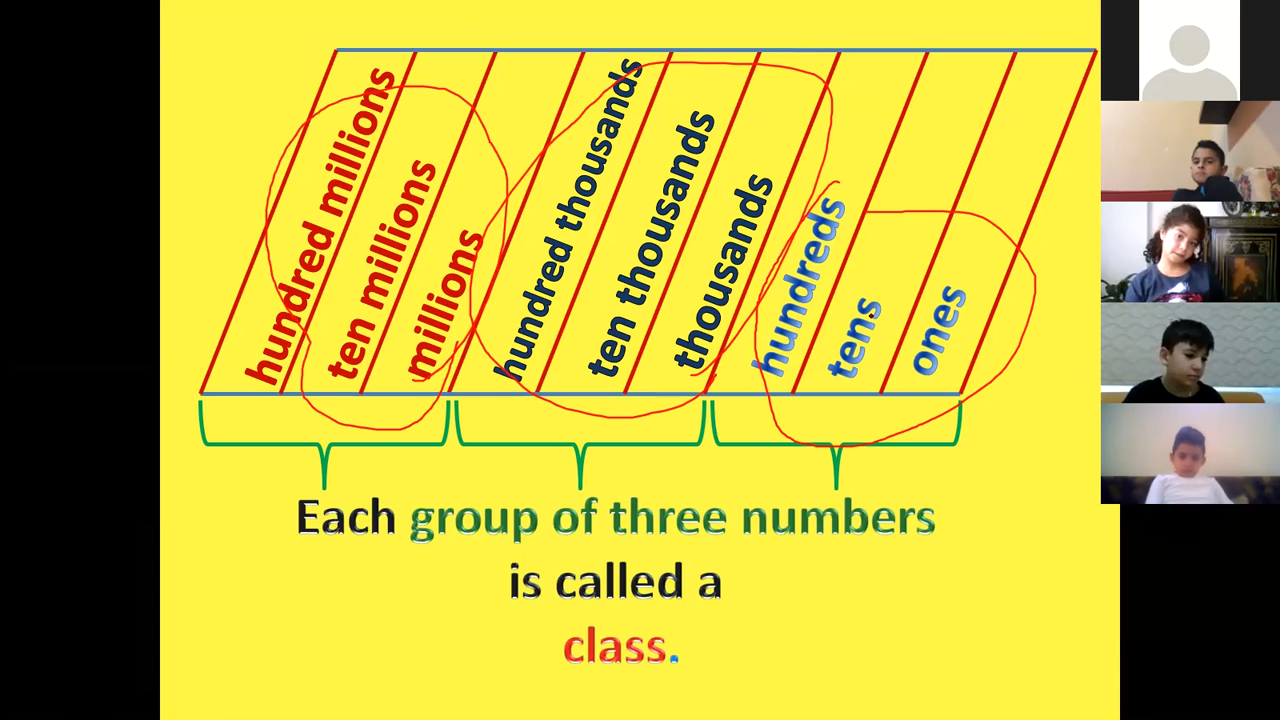 hundred millions
ten millions
millions
hundred thousands
ten thousands
thousands
hundreds
tens
ones
Each group of three numbers
is called a
class.